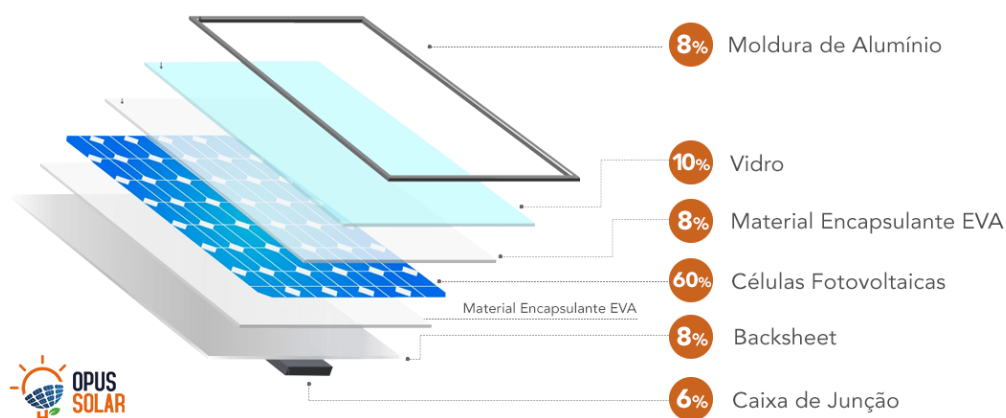 8% Moldura de Alumínio
10% Vidro
8% Material Encapsulante EVA
60% Células Fotovoltaicas
Material Encapsulante EVA
8% Backsheet
6% Caixa de Junção
OPUS
SOLAR